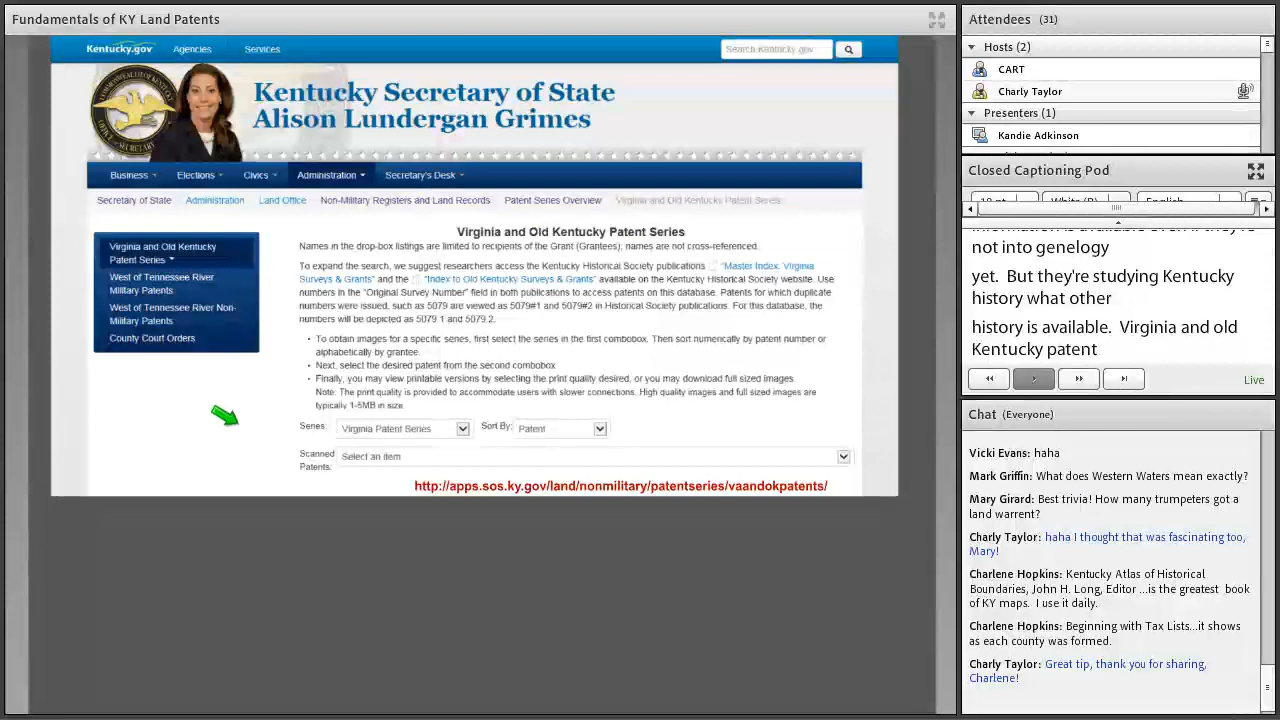 Fundamentals of KY Land Patents
Kentucky.gov Agencies Services
Search Kentucky.gov
Kentucky Secretary of State
Alison Lundergan Grimes
Business Elections Civics Administration Secretary's Desk
Secretary of State Administration Land Office Non-Military Registers and Land Records Patent Series Overview Virginia and Old Kentucky Patent Series
Virginia and Old Kentucky
Patent Series
West of Tennessee River
Military Patents
West of Tennessee River Non-
Military Patents
County Court Orders
Virginia and Old Kentucky Patent Series
Names in the drop-box listings are limited to recipients of the Grant (Grantees); names are not cross-referenced.
To expand the search, we suggest researchers access the Kentucky Historical Society publications "Master Index: Virginia
Surveys & Grants" and the "Index to Old Kentucky Surveys & Grants" available on the Kentucky Historical Society website. Use
numbers in the "Original Survey Number" field in both publications to access patents on this database. Patents for which duplicate
numbers were issued, such as 5079 are viewed as 5079#1 and 5079#2 in Historical Society publications. For this database, the
numbers will be depicted as 5079.1 and 5079.2.
• To obtain images for a specific series, first select the series in the first combobox. Then sort numerically by patent number or
alphabetically by grantee.
• Next, select the desired patent from the second combobox
• Finally, you may view printable versions by selecting the print quality desired, or you may download full sized images
Note: The print quality is provided to accommodate users with slower connections. High quality images and full sized images are
typically 1-5MB in size.
Series: Virginia Patent Series Sort By: Patent
Scanned
Patents: Select an item
http://apps.sos.ky.gov/land/nonmilitary/patentseries/vaandokpatents/
Attendees (31)
Hosts (2)
CART
Charly Taylor
Presenters (1)
Kandie Adkinson
Closed Captioning Pod
information is available even if they're
not into genelogy
yet. But they're studying Kentucky
history what other
history is available. Virginia and old
Kentucky patent
Live
Chat (Everyone)
Vicki Evans: haha
Mark Griffin: What does Western Waters mean exactly?
Mary Girard: Best trivia! How many trumpeters got a
land warrent?
Charly Taylor: haha I thought that was fascinating too,
Mary!
Charlene Hopkins: Kentucky Atlas of Historical
Boundaries, John H. Long, Editor ...is the greatest book
of KY maps. I use it daily.
Charlene Hopkins: Beginning with Tax Lists...it shows
as each county was formed.
Charly Taylor: Great tip, thank you for sharing,
Charlene!